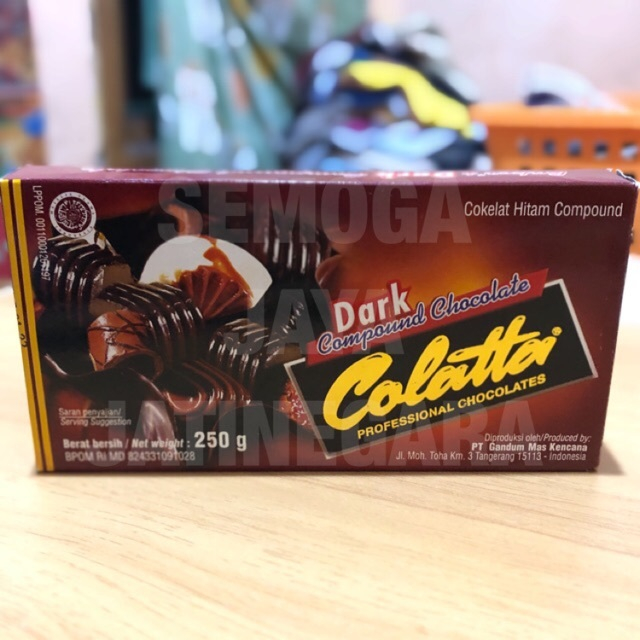 SEMOGA
JAYA
JATINEGARA
Cokelat Hitam Compound
Dark
Compound Chocolate
Colatta
PROFESSIONAL CHOCOLATES
Saran penyajian/
Serving Suggestion
Berat bersih / Net weight : 250 g
BPOM RI MD 824331091028
Diproduksi oleh/Produced by:
PT Gandum Mas Kencana
Jl. Moh. Toha Km. 3 Tangerang 15113 - Indonesia